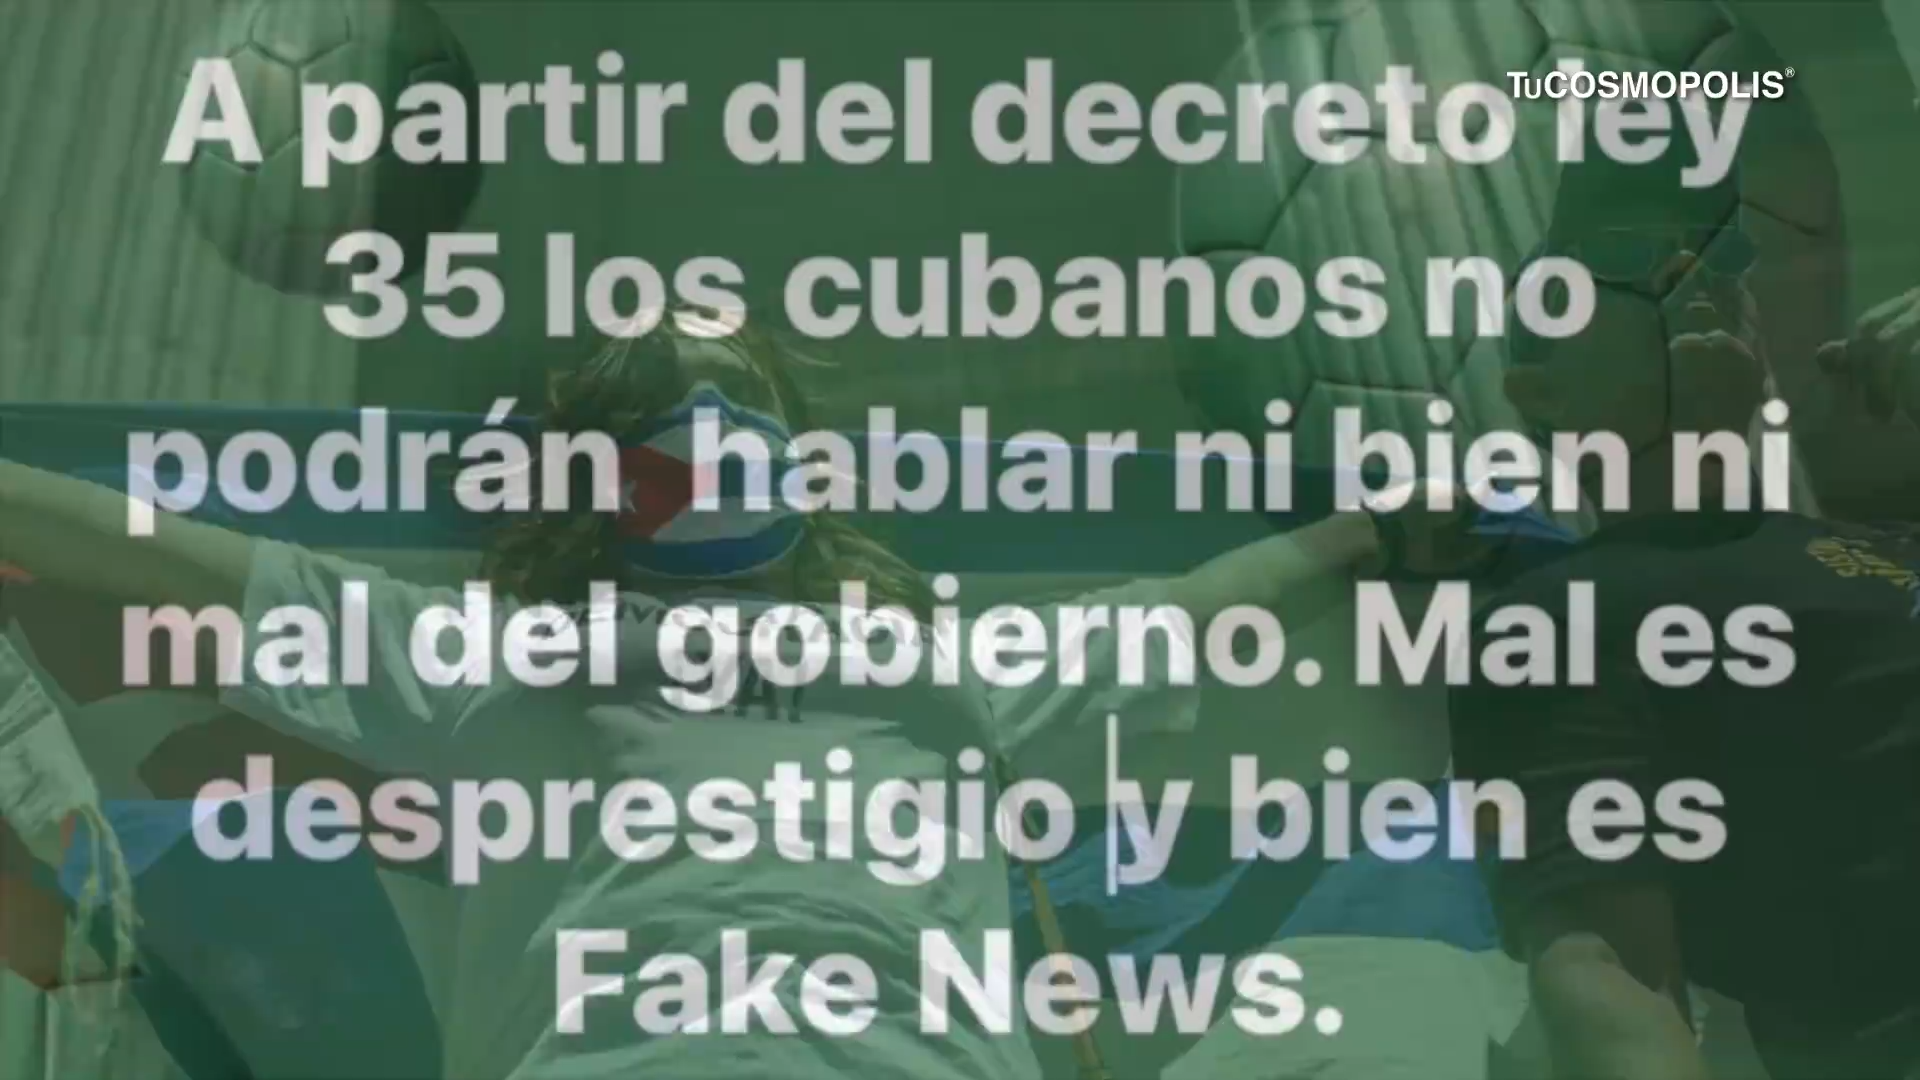 TuCOSMOPOLIS®
A partir del decreto ley
35 los cubanos no
podrán hablar ni bien ni
mal del gobierno. Mal es
desprestigio y bien es
Fake News.